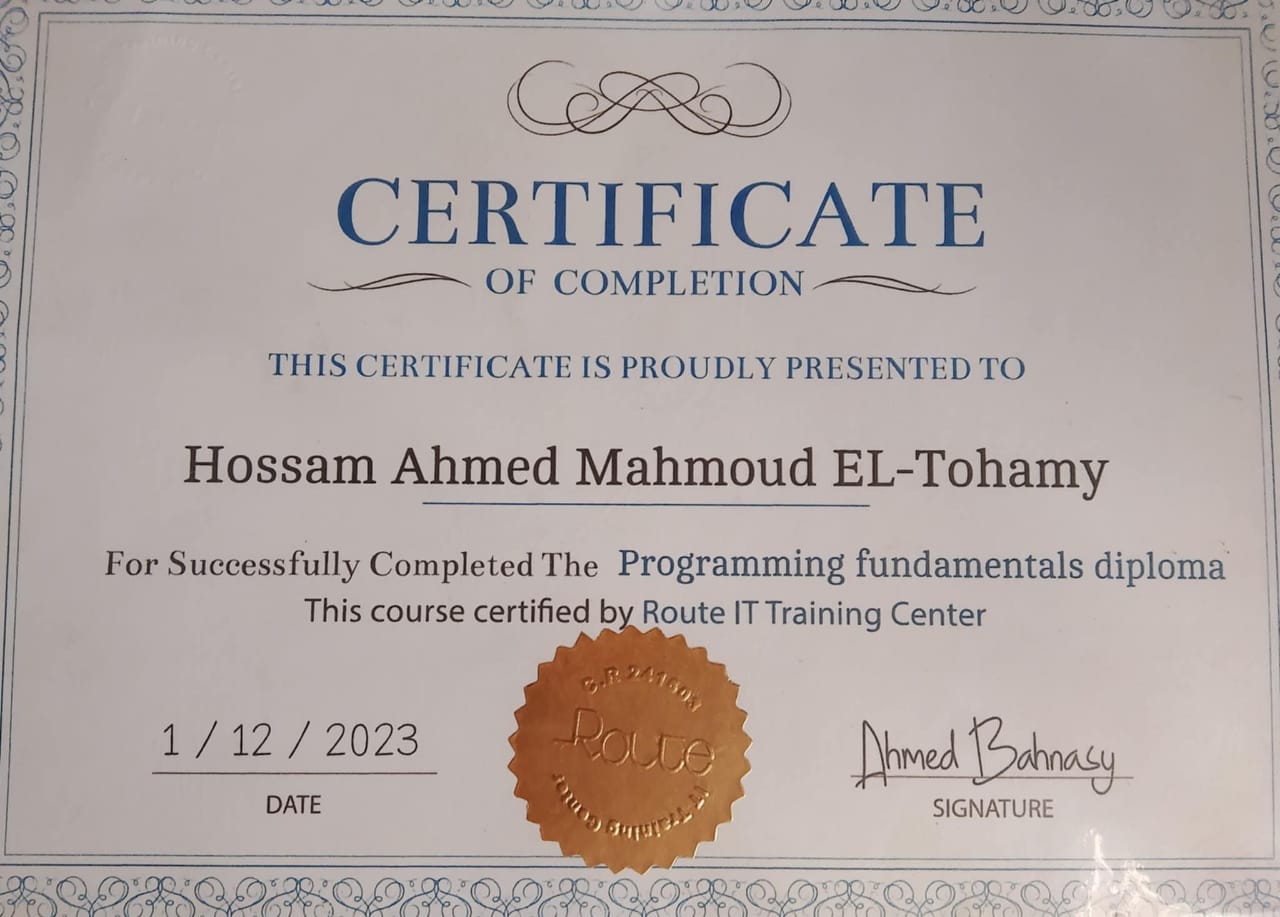 CERTIFICATE
OF COMPLETION
THIS CERTIFICATE IS PROUDLY PRESENTED TO
Hossam Ahmed Mahmoud EL-Tohamy
For Successfully Completed The Programming fundamentals diploma
This course certified by Route IT Training Center
Route
IT Training Center
1 / 12 / 2023
DATE
Ahmed Bahnasy
SIGNATURE